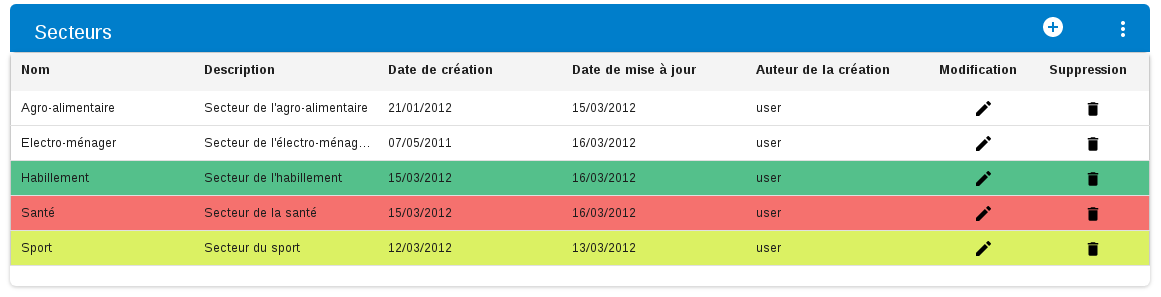 Secteurs
Nom Description Date de création Date de mise à jour Auteur de la création Modification Suppression
Agro-alimentaire Secteur de l'agro-alimentaire 21/01/2012 15/03/2012 user
Electro-ménager Secteur de l'électro-ménag... 07/05/2011 16/03/2012 user
Habillement Secteur de l'habillement 15/03/2012 16/03/2012 user
Santé Secteur de la santé 15/03/2012 16/03/2012 user
Sport Secteur du sport 12/03/2012 13/03/2012 user